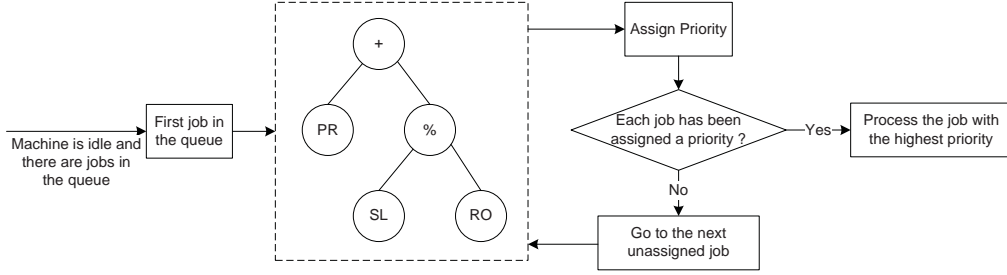 Machine is idle and
there are jobs in
the queue
First job in
the queue
+
PR
%
SL
RO
Assign Priority
Each job has been
assigned a priority ?
Yes
Process the job with
the highest priority
No
Go to the next
unassigned job